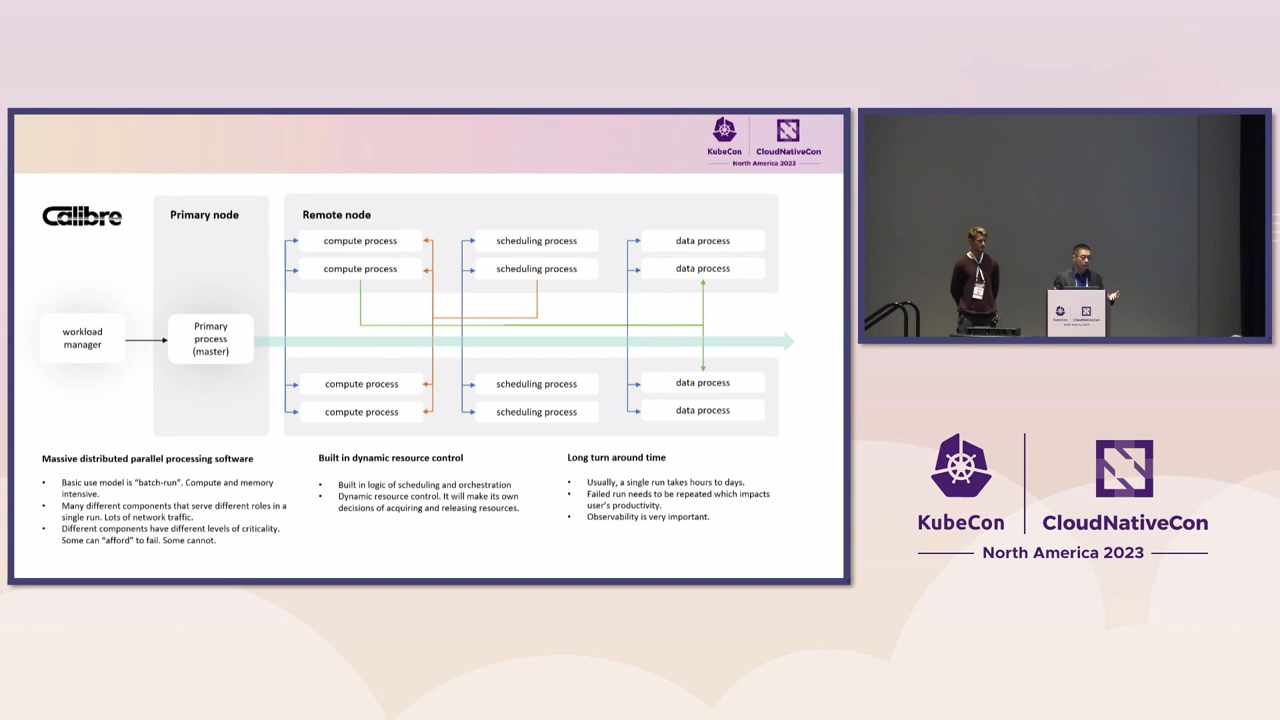 KubeCon
CloudNativeCon
North America 2023
Calibre
Primary node
Remote node
compute process
scheduling process
data process
compute process
scheduling process
data process
workload
manager
Primary
process
(master)
compute process
scheduling process
data process
compute process
scheduling process
data process
Massive distributed parallel processing software
• Basic use model is “batch-run”. Compute and memory
intensive.
• Many different components that serve different roles in a
single run. Lots of network traffic.
• Different components have different levels of criticality.
Some can “afford” to fail. Some cannot.
Built in dynamic resource control
• Built in logic of scheduling and orchestration
• Dynamic resource control. It will make its own
decisions of acquiring and releasing resources.
Long turn around time
• Usually, a single run takes hours to days.
• Failed run needs to be repeated which impacts
user’s productivity.
• Observability is very important.
KubeCon
CloudNativeCon
KubeCon
CloudNativeCon
North America 2023